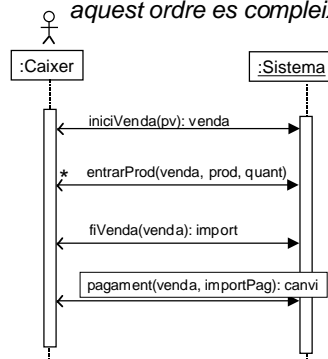 aquest ordre es complei
:Caixer
:Sistema
iniciVenda(pv): venda
* entrarProd(venda, prod, quant)
fiVenda(venda): import
pagament(venda, importPag): canvi